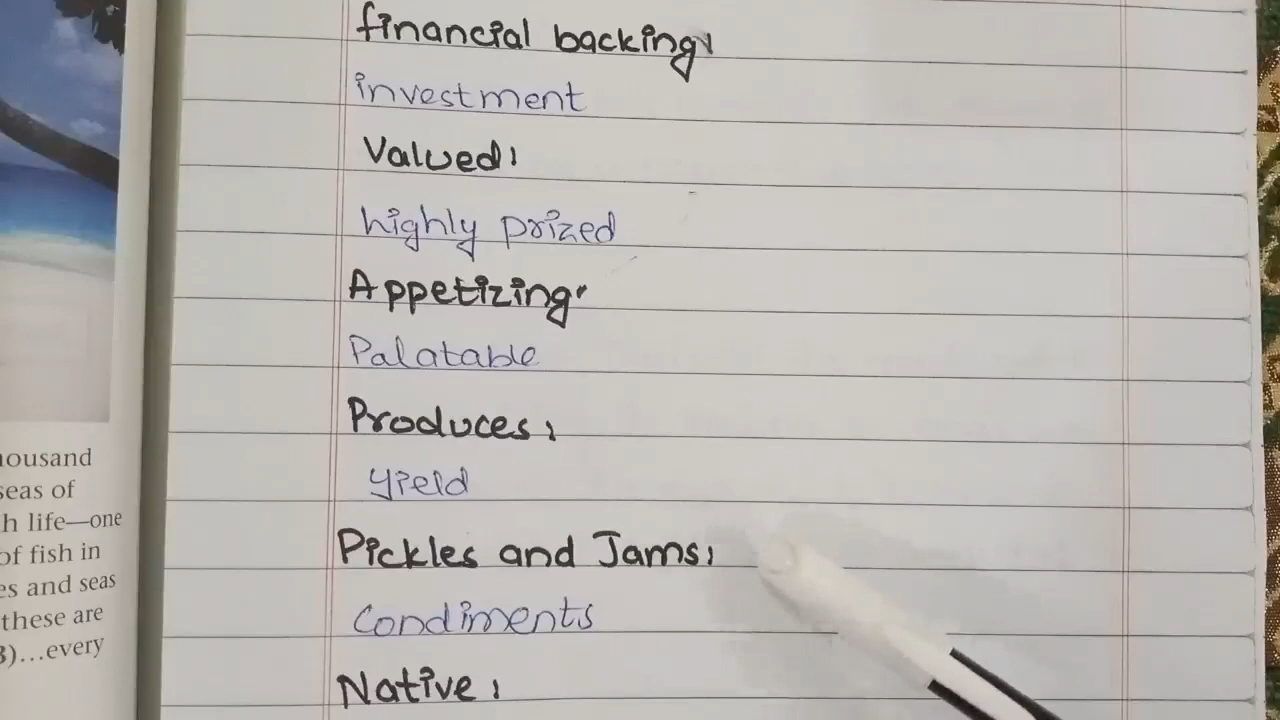 financial backing
investment
Valued:
highly prized
Appetizing:
Palatable
Produces:
yield
Pickles and Jams:
Condiments
Native:
ousand
seas of
h life—one
of fish in
es and seas
these are
3)...every